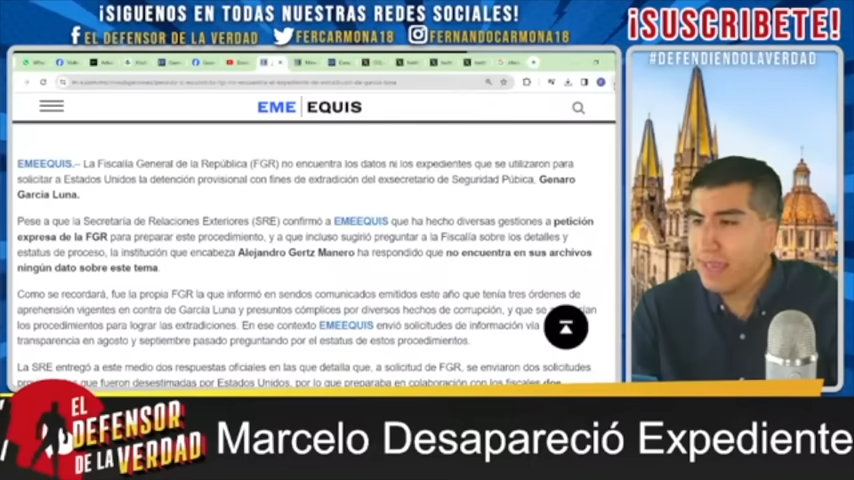 ¡SIGUENOS EN TODAS NUESTRAS REDES SOCIALES!
EL DEFENSOR DE LA VERDAD FERCARMONA18 FERNANDOCARMONA18
¡SUSCRIBETE!
#DEFENDIENDOLAVERDAD
EME EQUIS
EMEEQUIS.– La Fiscalía General de la República (FGR) no encuentra los datos ni los expedientes que se utilizaron para
solicitar a Estados Unidos la detención provisional con fines de extradición del exsecretario de Seguridad Púbica, Genaro
García Luna.
Pese a que la Secretaría de Relaciones Exteriores (SRE) confirmó a EMEEQUIS que ha hecho diversas gestiones a petición
expresa de la FGR para preparar este procedimiento, y a que incluso sugirió preguntar a la Fiscalía sobre los detalles y
estatus de proceso, la institución que encabeza Alejandro Gertz Manero ha respondido que no encuentra en sus archivos
ningún dato sobre este tema.
Como se recordará, fue la propia FGR la que informó en sendos comunicados emitidos este año que tenía tres órdenes de
aprehensión vigentes en contra de García Luna y presuntos cómplices por diversos hechos de corrupción, y que se
los procedimientos para lograr las extradiciones. En ese contexto EMEEQUIS envió solicitudes de información vía
transparencia en agosto y septiembre pasado preguntando por el estatus de estos procedimientos.
La SRE entregó a este medio dos respuestas oficiales en las que detalla que, a solicitud de FGR, se enviaron dos solicitudes
que fueron desestimadas por Estados Unidos, por lo que preparaba en colaboración con los fiscales dos
EL
DEFENSOR
DE LA VERDAD
Marcelo Desapareció Expediente